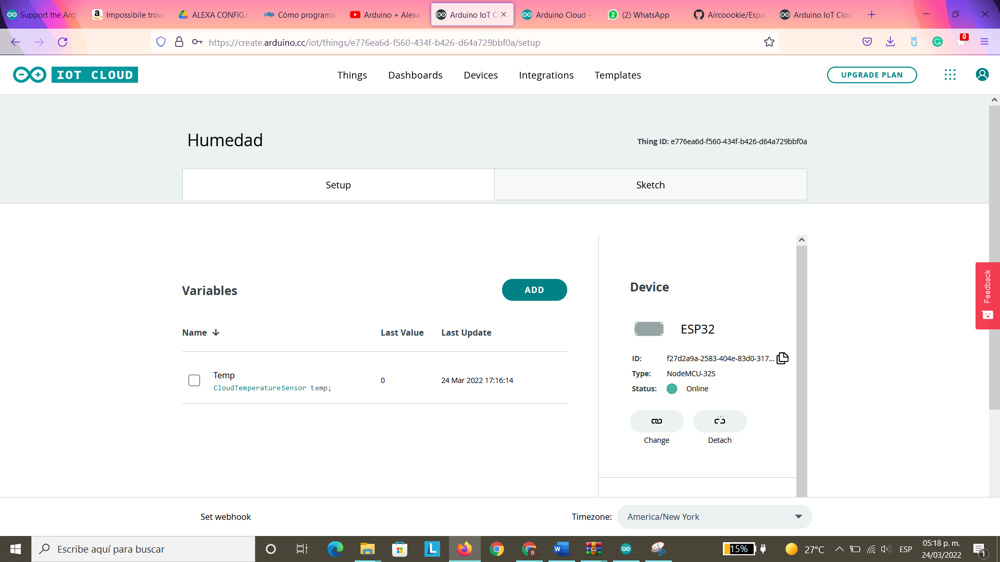 Support the Ardu
Impossibile trova
ALEXA CONFIG.ra
Cómo programa
Arduino + Alexa
Arduino IoT Cl
Arduino Cloud -
(2) WhatsApp
Aircoookie/Espa
Arduino IoT Clou
https://create.arduino.cc/iot/things/e776ea6d-f560-434f-b426-d64a729bbf0a/setup
0
IOT CLOUD
Things
Dashboards
Devices
Integrations
Templates
UPGRADE PLAN
Humedad
Thing ID: e776ea6d-f560-434f-b426-d64a729bbf0a
Setup
Sketch
Variables
ADD
Name
Last Value
Last Update
Temp
CloudTemperatureSensor temp;
0
24 Mar 2022 17:16:14
Device
ESP32
ID: f27d2a9a-2583-404e-83d0-317...
Type: NodeMCU-32S
Status: Online
Change
Detach
Feedback
Set webhook
Timezone:
America/New York
Escribe aquí para buscar
15%
27°C
ESP
05:18 p. m.
24/03/2022
1